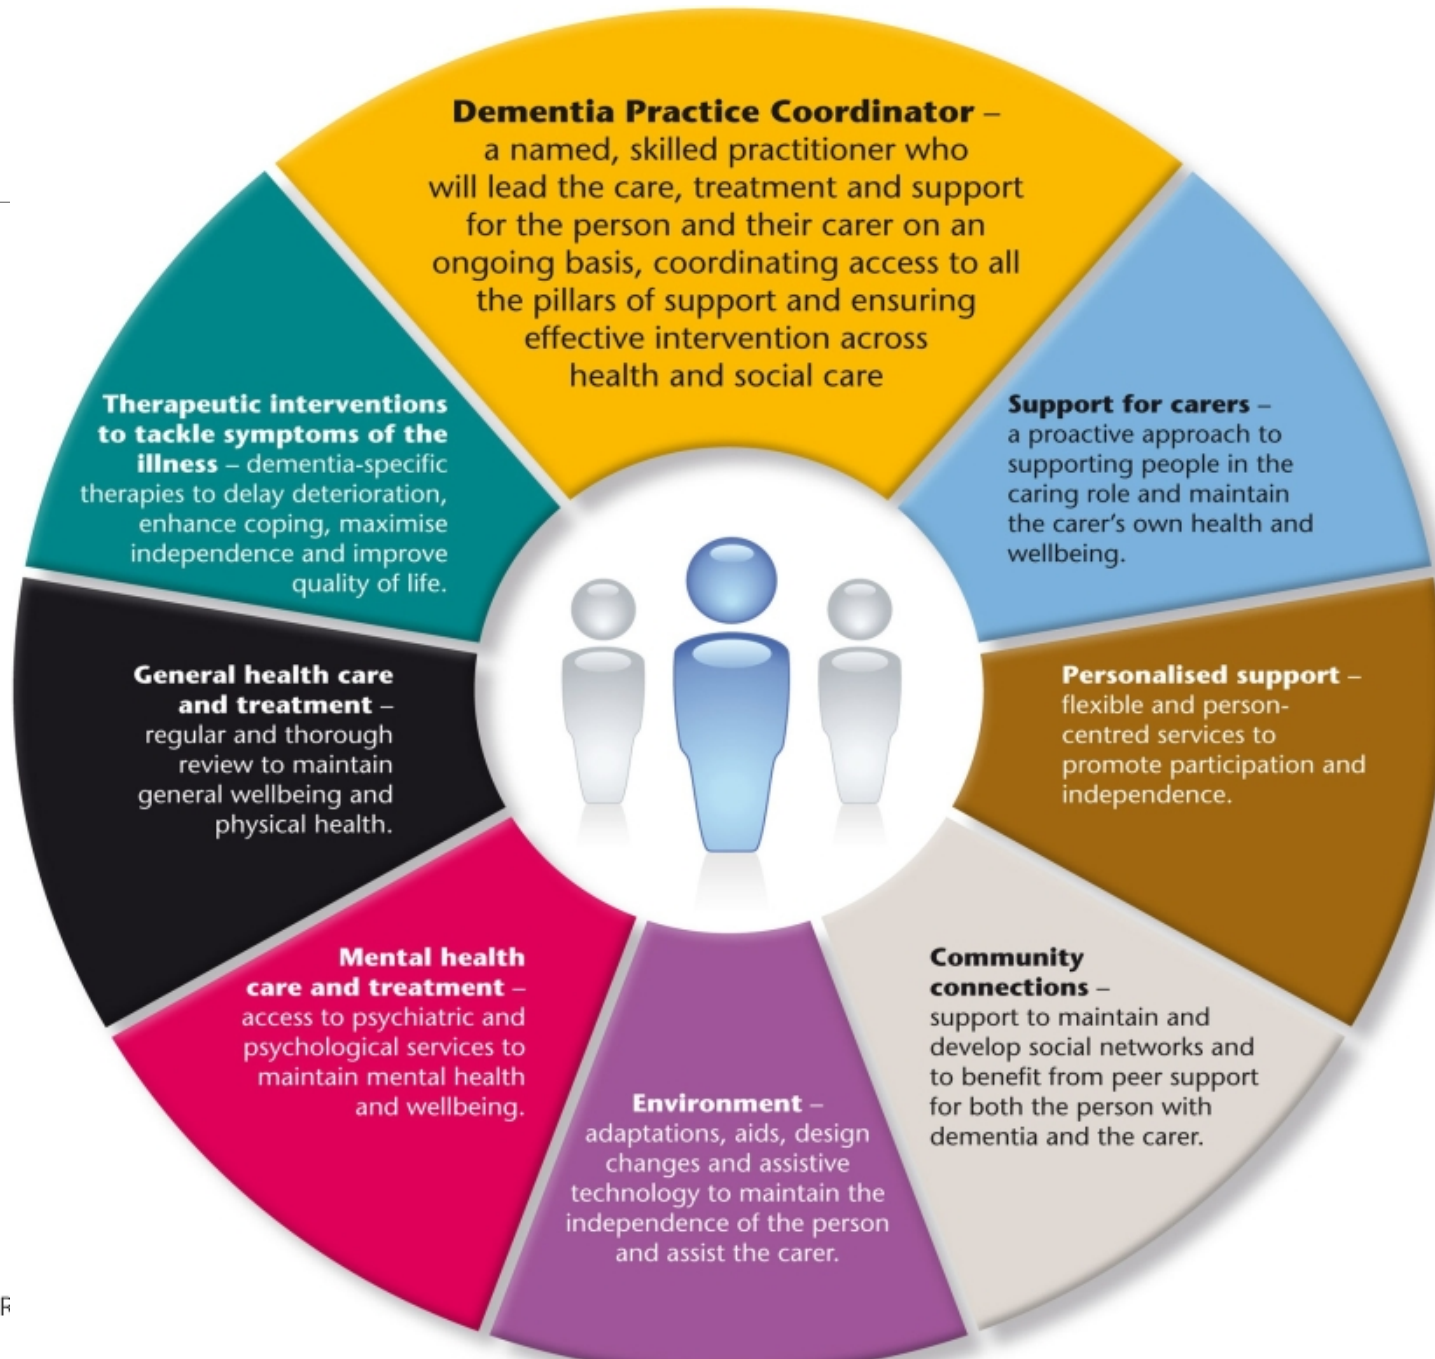 Dementia Practice Coordinator –
a named, skilled practitioner who
will lead the care, treatment and support
for the person and their carer on an
ongoing basis, coordinating access to all
the pillars of support and ensuring
effective intervention across
health and social care
Support for carers –
a proactive approach to
supporting people in the
caring role and maintain
the carer’s own health and
wellbeing.
Personalised support –
flexible and person-
centred services to
promote participation and
independence.
Community
connections –
support to maintain and
develop social networks and
to benefit from peer support
for both the person with
dementia and the carer.
Environment –
adaptations, aids, design
changes and assistive
technology to maintain the
independence of the person
and assist the carer.
Mental health
care and treatment –
access to psychiatric and
psychological services to
maintain mental health
and wellbeing.
General health care
and treatment –
regular and thorough
review to maintain
general wellbeing and
physical health.
Therapeutic interventions
to tackle symptoms of the
illness – dementia-specific
therapies to delay deterioration,
enhance coping, maximise
independence and improve
quality of life.